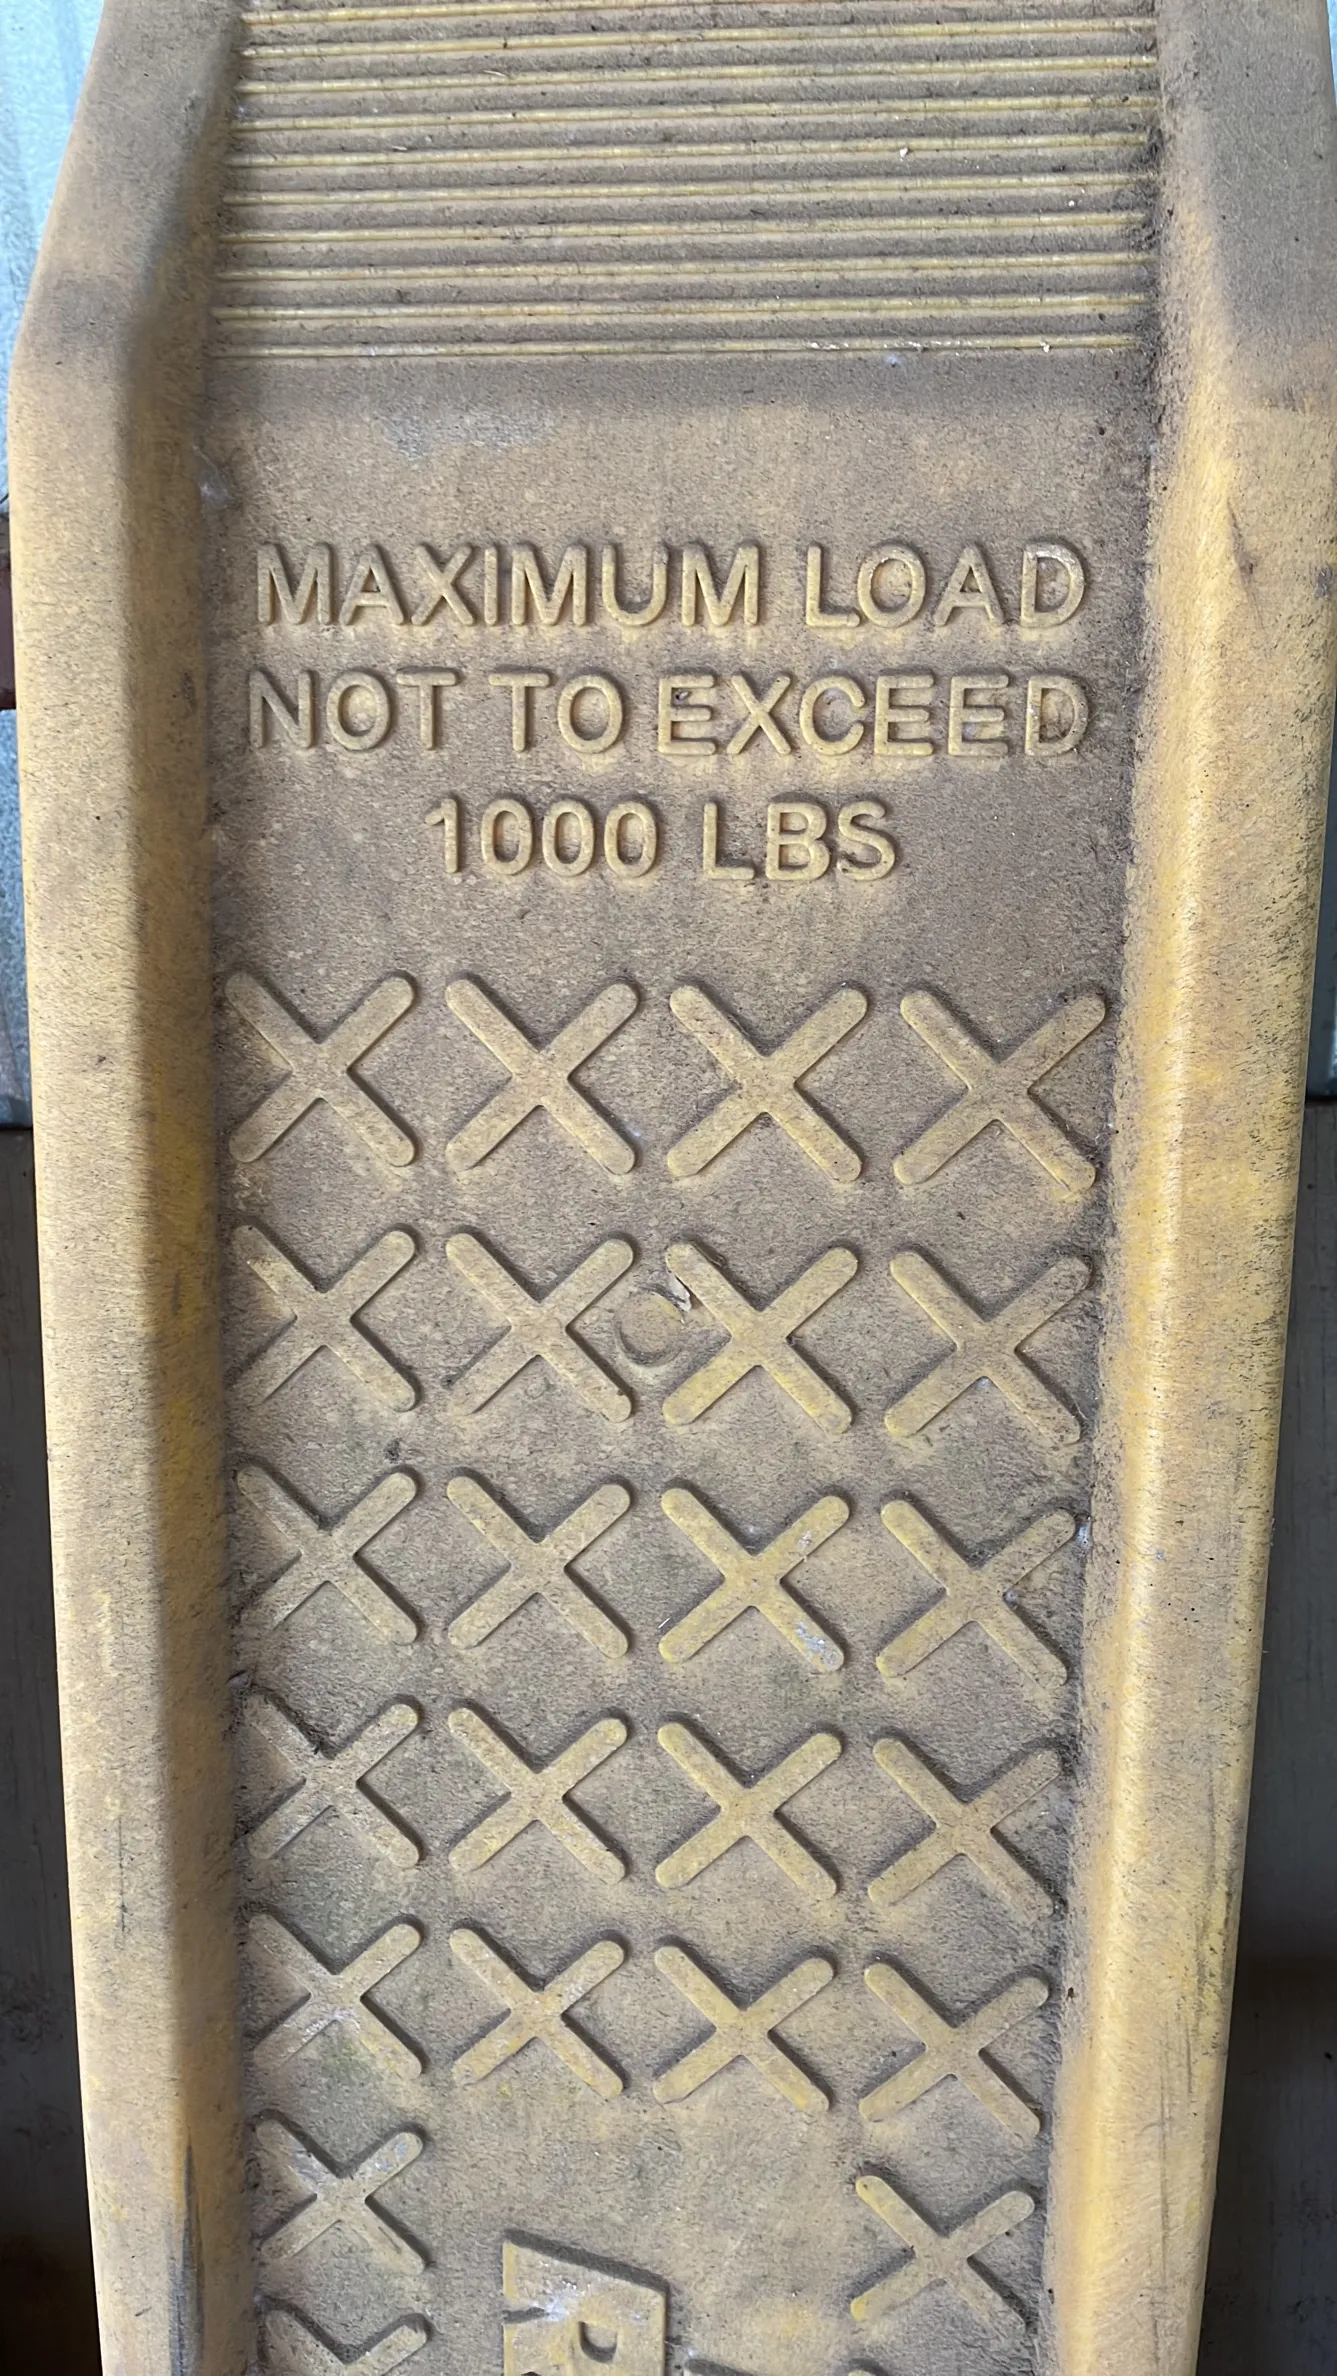 MAXIMUM LOAD
NOT TO EXCEED
1000 LBS